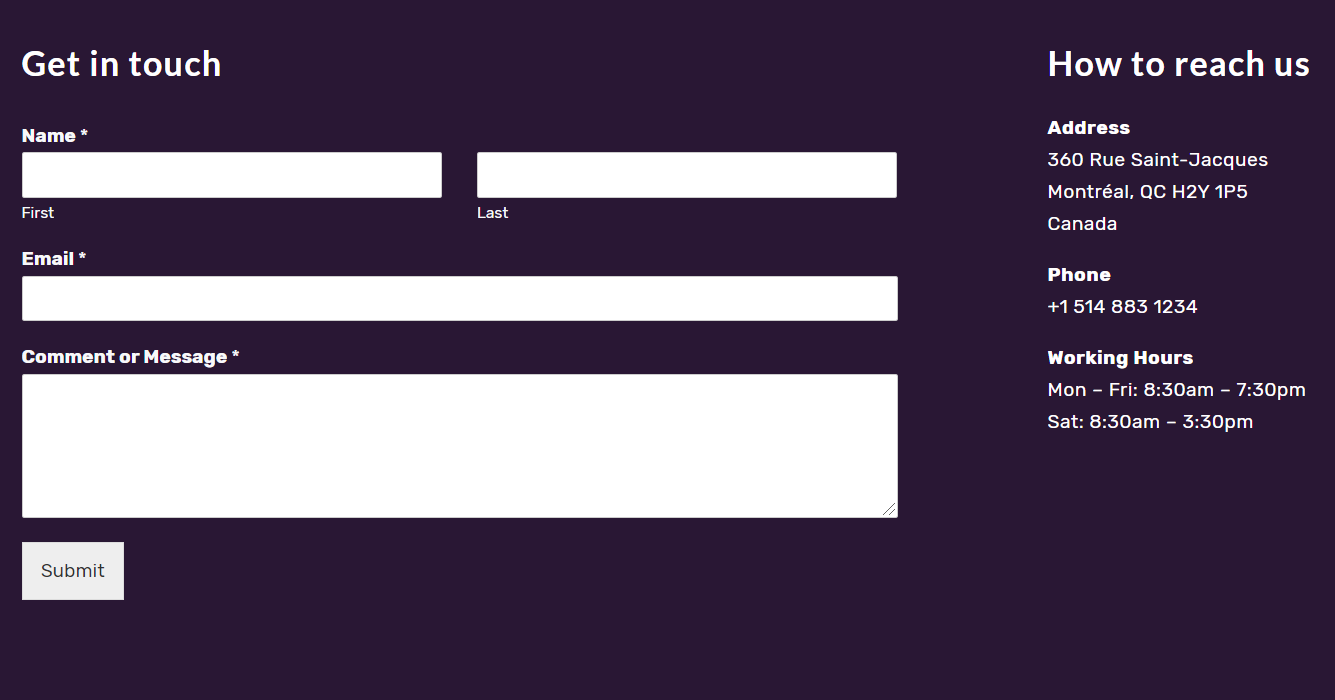 Get in touch
Name *
First
Last
Email *
Comment or Message *
Submit
How to reach us
Address
360 Rue Saint-Jacques
Montréal, QC H2Y 1P5
Canada
Phone
+1 514 883 1234
Working Hours
Mon – Fri: 8:30am – 7:30pm
Sat: 8:30am – 3:30pm